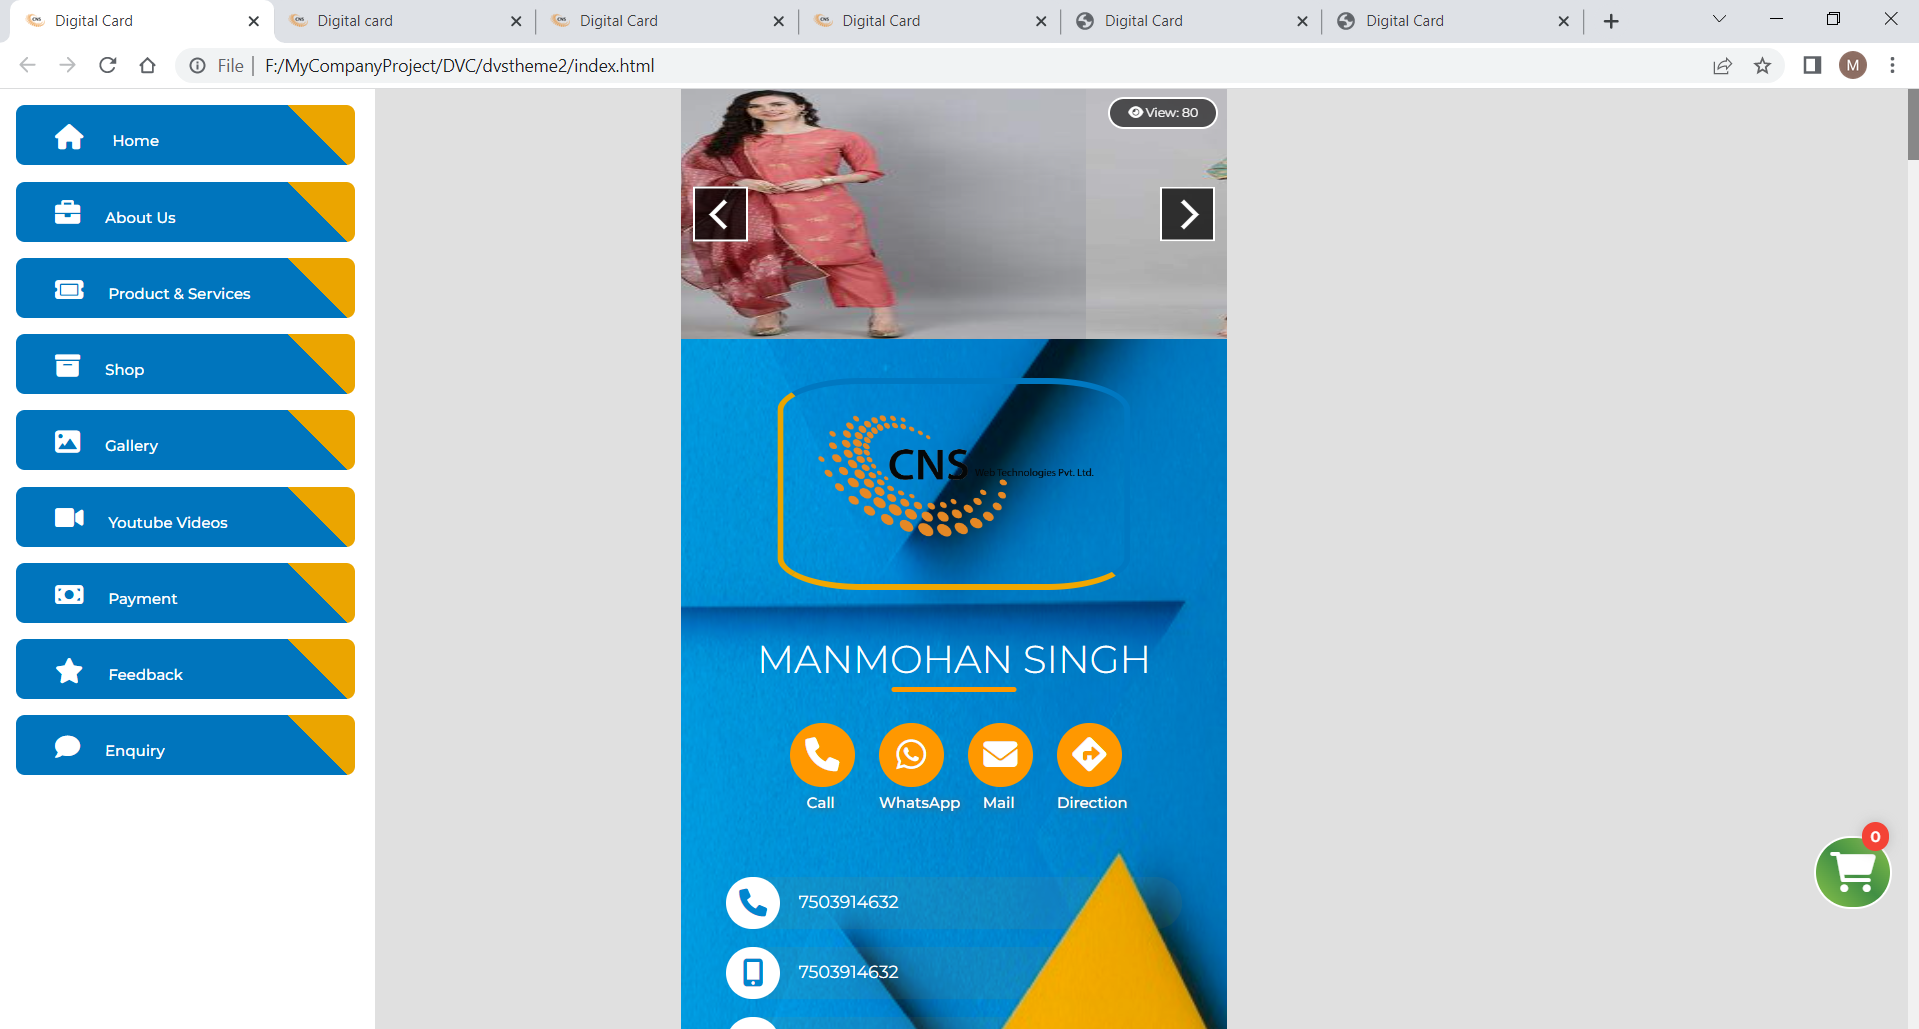 Digital Card
Digital card
Digital Card
Digital Card
Digital Card
Digital Card
File
F:/MyCompanyProject/DVC/dvstheme2/index.html
M
Home
About Us
Product & Services
Shop
Gallery
Youtube Videos
Payment
Feedback
Enquiry
View: 80
CNS
CNS Web Technologies Pvt. Ltd.
MANMOHAN SINGH
Call
WhatsApp
Mail
Direction
7503914632
7503914632
0